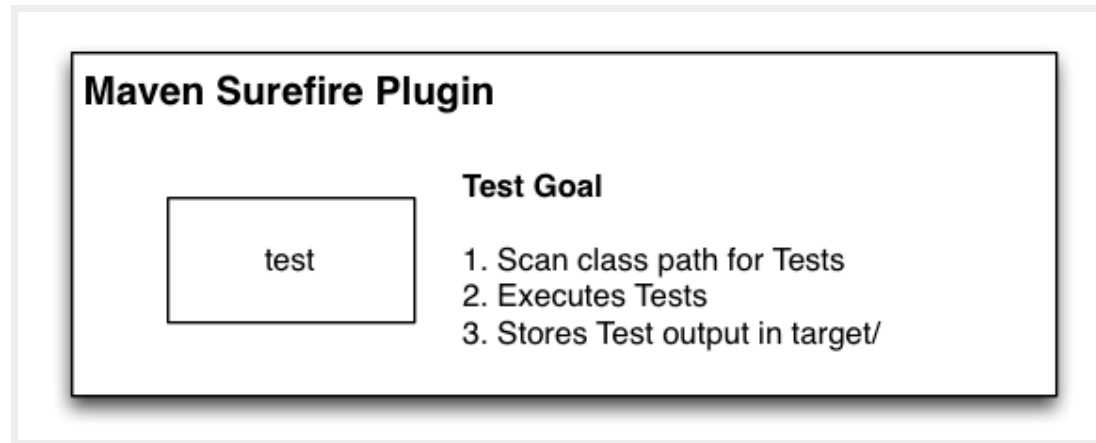 Maven Surefire Plugin
test
Test Goal
1. Scan class path for Tests
2. Executes Tests
3. Stores Test output in target/